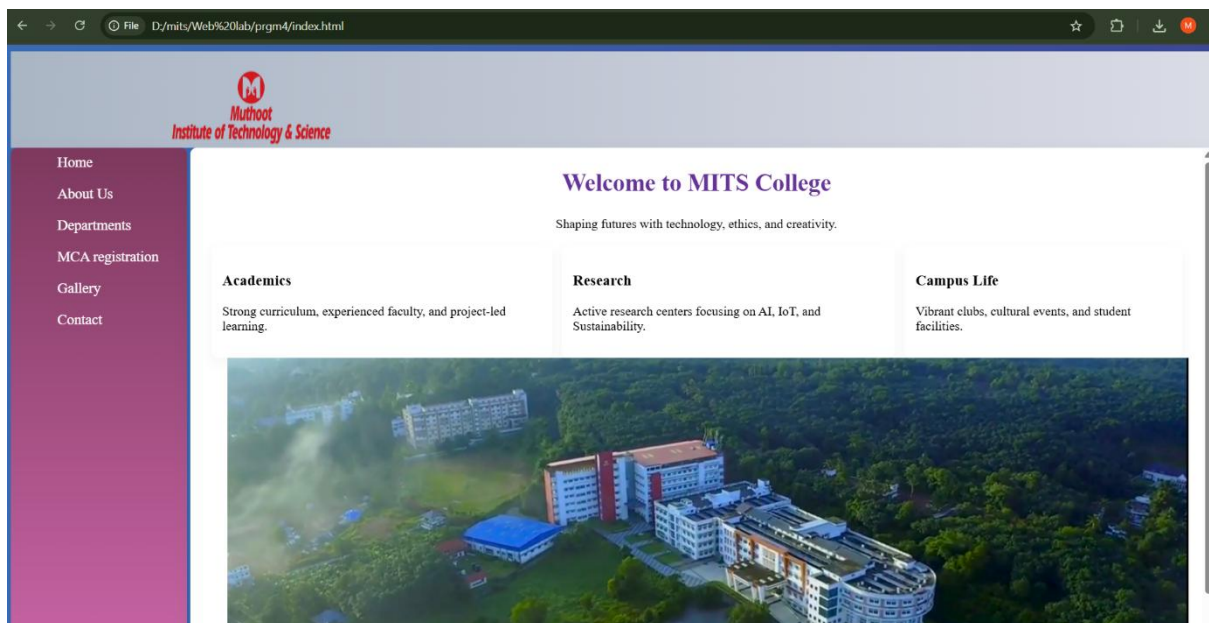 File D:/mits/Web%20lab/prgm4/index.html
M
Muthoot
Institute of Technology & Science
Home
About Us
Departments
MCA registration
Gallery
Contact
Welcome to MITS College
Shaping futures with technology, ethics, and creativity.
Academics
Strong curriculum, experienced faculty, and project-led
learning.
Research
Active research centers focusing on AI, IoT, and
Sustainability.
Campus Life
Vibrant clubs, cultural events, and student
facilities.